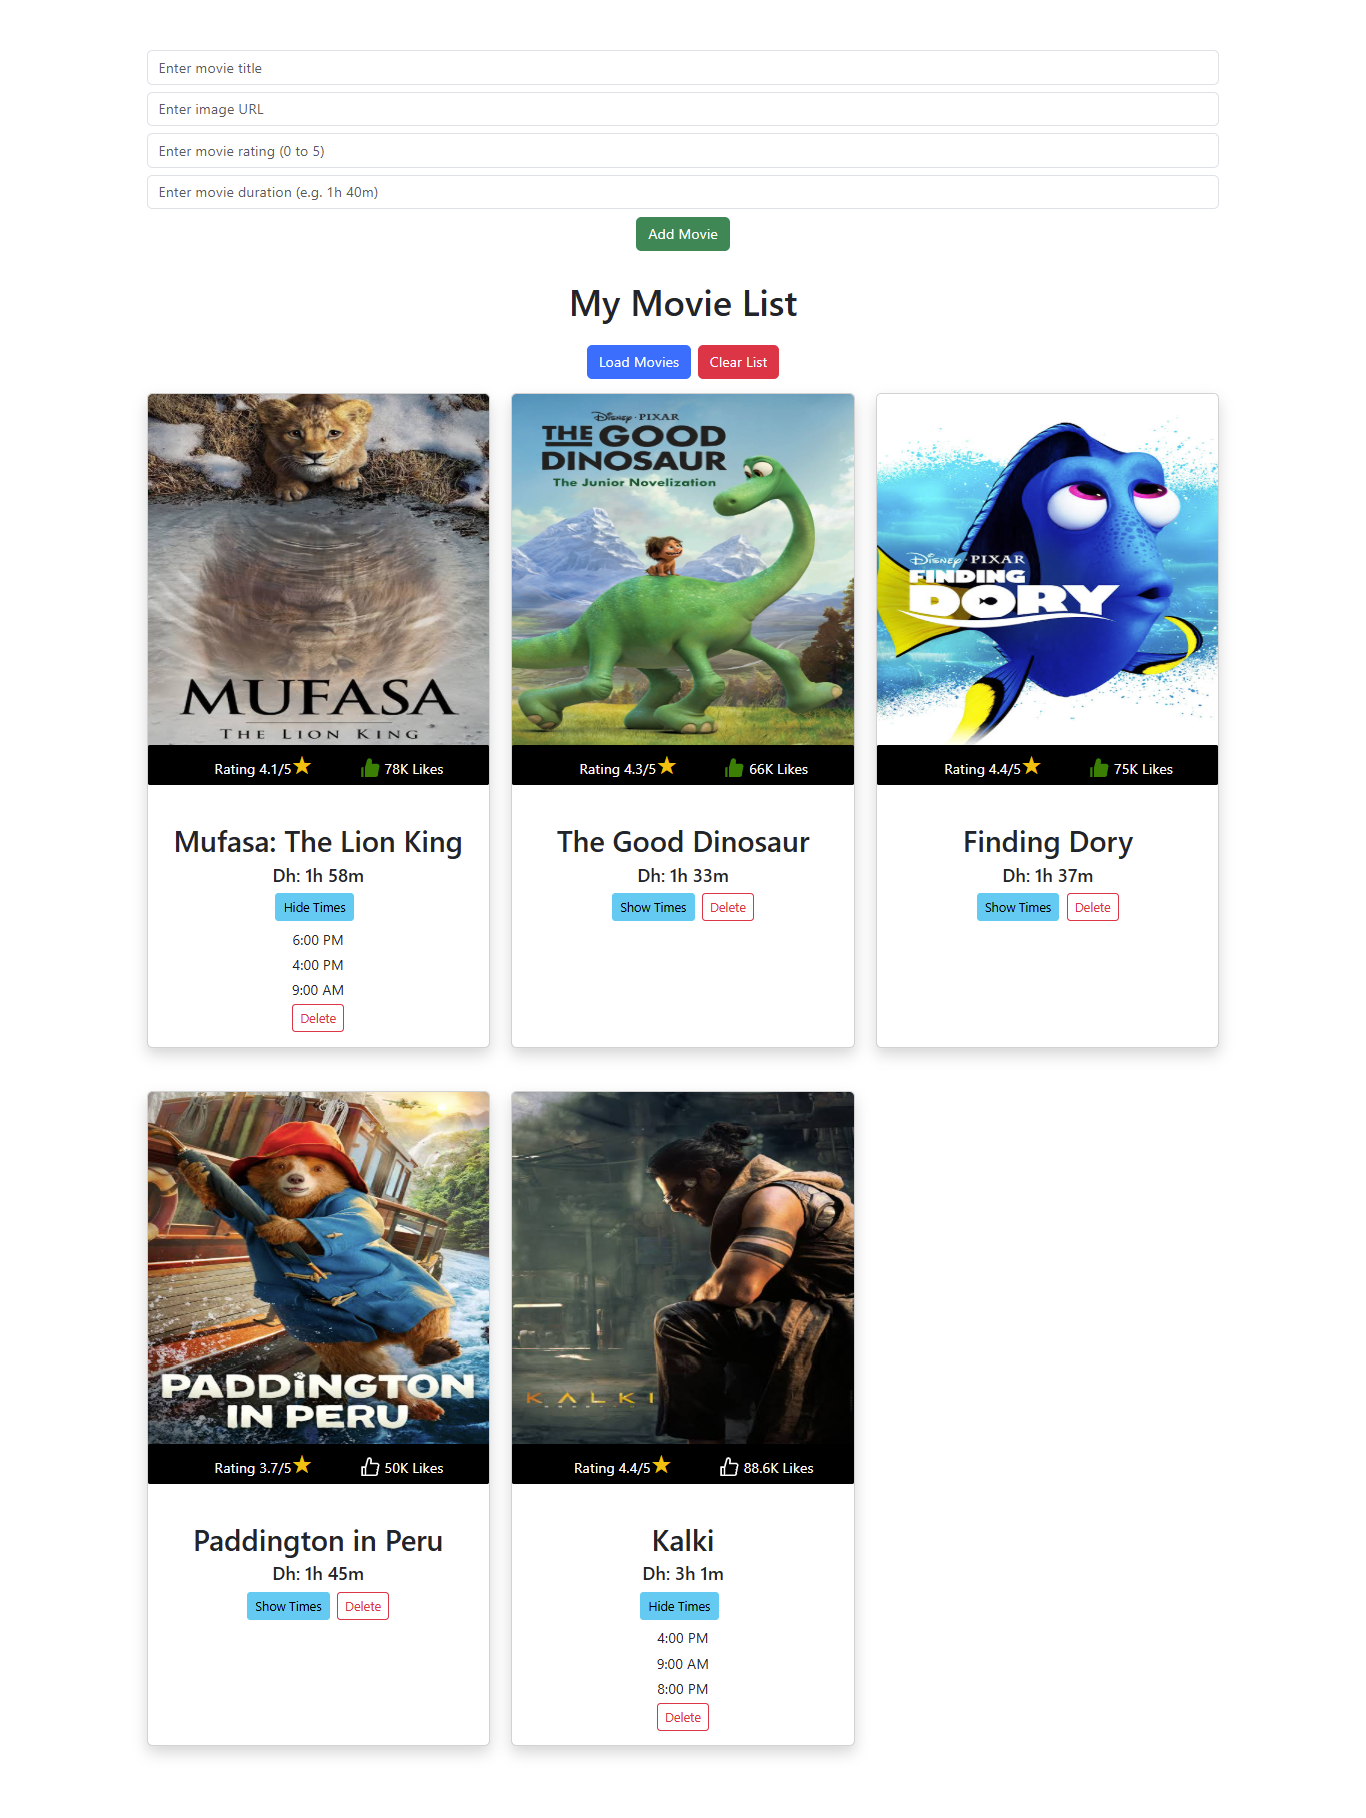 Enter movie title
Enter image URL
Enter movie rating (0 to 5)
Enter movie duration (e.g. 1h 40m)
Add Movie
My Movie List
Load Movies
Clear List
MUFASA
THE LION KING
Rating 4.1/5
78K Likes
Mufasa: The Lion King
Dh: 1h 58m
Hide Times
6:00 PM
4:00 PM
9:00 AM
Delete
Disney · PIXAR
THE GOOD
DINOSAUR
The Junior Novelization
Rating 4.3/5
66K Likes
The Good Dinosaur
Dh: 1h 33m
Show Times
Delete
Disney · PIXAR
FINDING
DORY
Rating 4.4/5
75K Likes
Finding Dory
Dh: 1h 37m
Show Times
Delete
PADDINGTON
IN PERU
Rating 3.7/5
50K Likes
Paddington in Peru
Dh: 1h 45m
Show Times
Delete
KALKI
Rating 4.4/5
88.6K Likes
Kalki
Dh: 3h 1m
Hide Times
4:00 PM
9:00 AM
8:00 PM
Delete